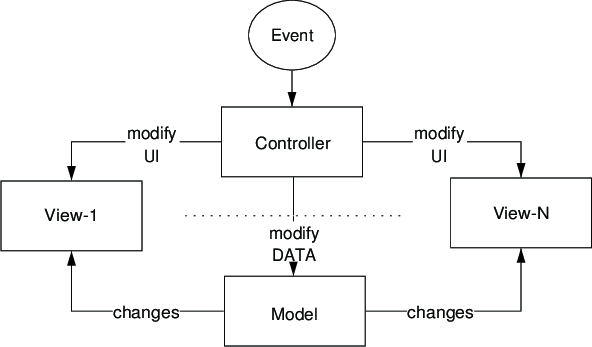 Event
modify
UI
Controller
modify
UI
View-1
View-N
modify
DATA
changes
Model
changes